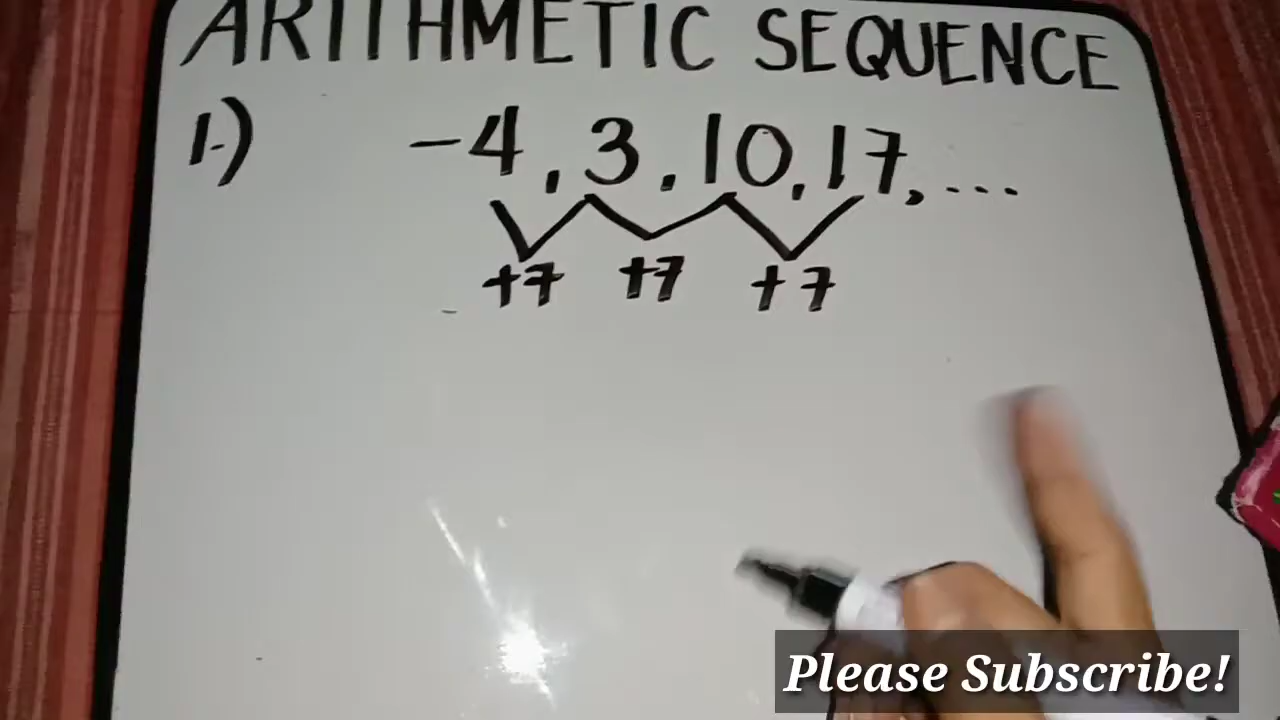 ARITHMETIC SEQUENCE
1.) -4, 3, 10, 17, ...
+7 +7 +7
Please Subscribe!